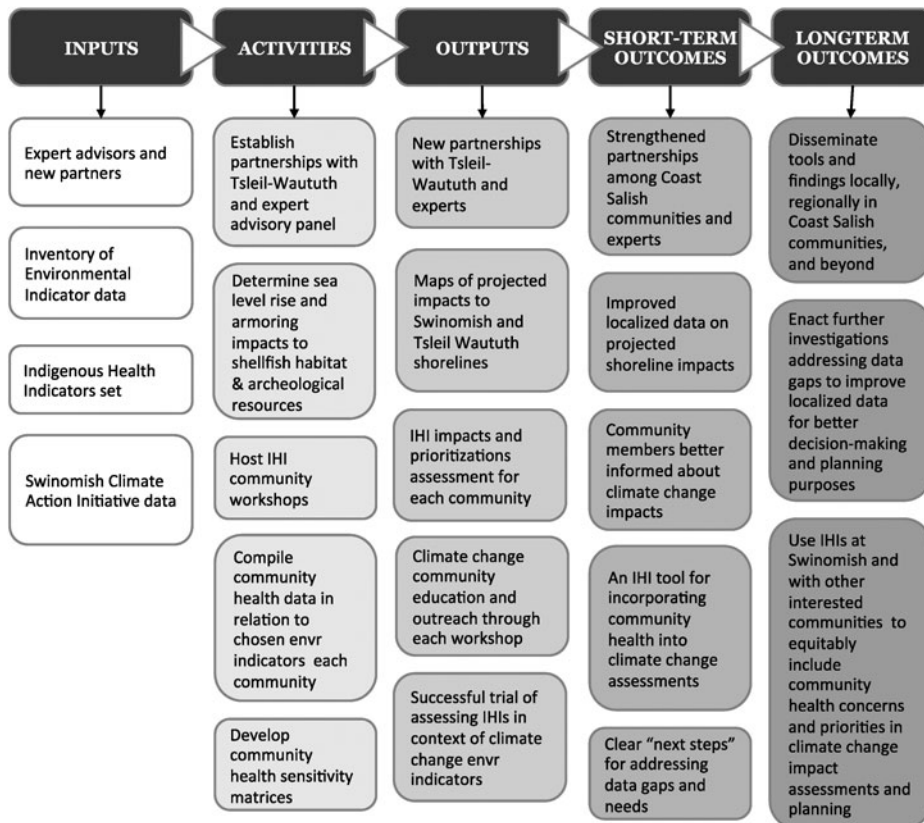 INPUTS
ACTIVITIES
OUTPUTS
SHORT-TERM
OUTCOMES
LONGTERM
OUTCOMES
Expert advisors and
new partners
Inventory of
Environmental
Indicator data
Indigenous Health
Indicators set
Swinomish Climate
Action Initiative data
Establish
partnerships with
Tsleil-Waututh
and expert
advisory panel
Determine sea
level rise and
armoring
impacts to
shellfish habitat
& archeological
resources
Host IHI
community
workshops
Compile
community
health data in
relation to
chosen envr
indicators each
community
Develop
community
health sensitivity
matrices
New partnerships
with Tsleil-
Waututh and
experts
Maps of projected
impacts to
Swinomish and
Tsleil Waututh
shorelines
IHI impacts and
prioritizations
assessment for
each community
Climate change
community
education and
outreach through
each workshop
Successful trial of
assessing IHIs in
context of climate
change envr
indicators
Strengthened
partnerships
among Coast
Salish
communities and
experts
Improved
localized data on
projected
shoreline impacts
Community
members better
informed about
climate change
impacts
An IHI tool for
incorporating
community
health into
climate change
assessments
Clear “next steps”
for addressing
data gaps and
needs
Disseminate
tools and
findings locally,
regionally in
Coast Salish
communities,
and beyond
Enact further
investigations
addressing data
gaps to improve
localized data
for better
decision-making
and planning
purposes
Use IHIs at
Swinomish and
with other
interested
communities to
equitably
include
community
health concerns
and priorities in
climate change
impact
assessments and
planning